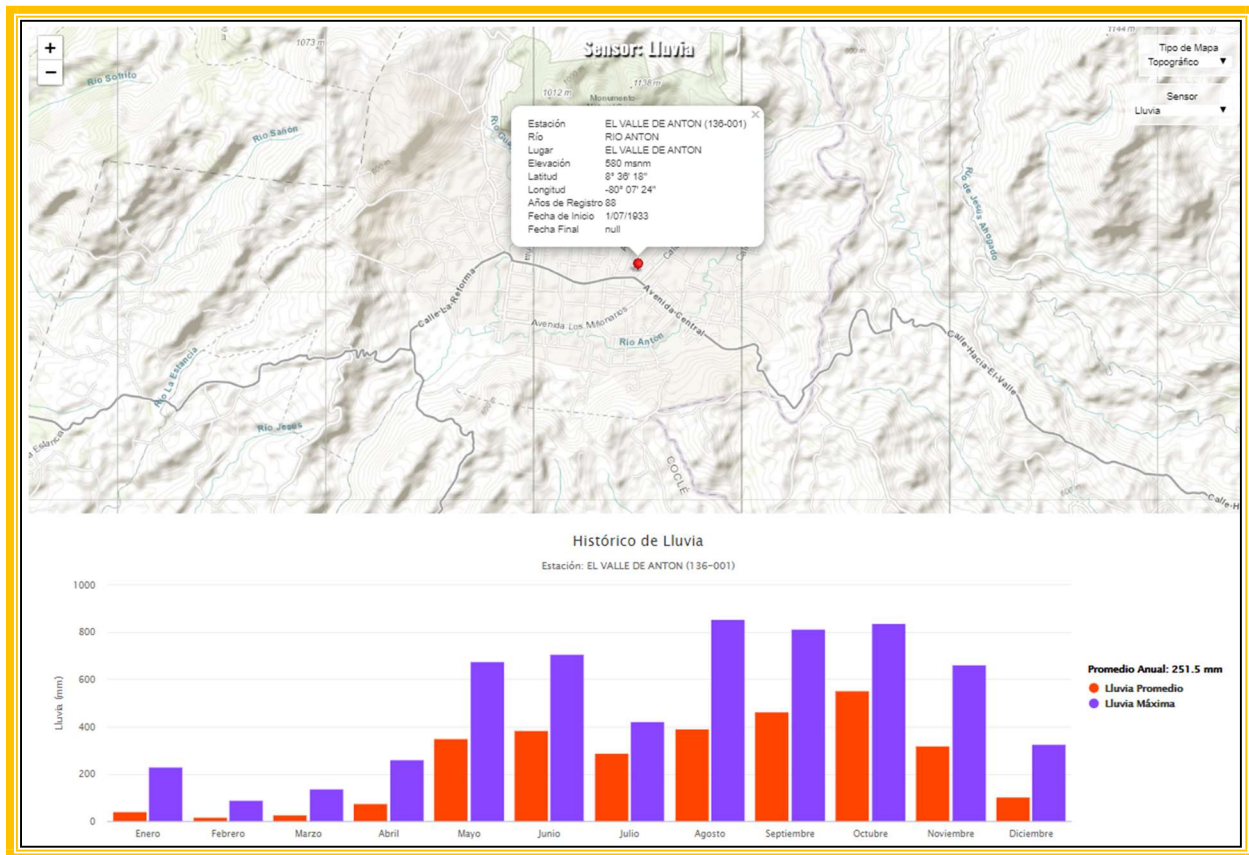 +
−
1073 m
Sensor: Lluvia
1144 m
Tipo de Mapa
Topográfico ▼
Sensor
Lluvia ▼
Río Sofrito
1138 m
1012 m
Monumento
Río Sañón
Estación EL VALLE DE ANTON (136-001)
Río RIO ANTON
Lugar EL VALLE DE ANTON
Elevación 580 msnm
Latitud 8° 36' 18"
Longitud -80° 07' 24"
Años de Registro 88
Fecha de Inicio 1/07/1933
Fecha Final null
Río de Jesús Ahogado
Calle-La-Reforma
Avenida-Central
Avenida Los Millonarios
Río Antón
Calle-Hacia-El-Valle
Río La Estancia
Río Jesús
COCLÉ
Histórico de Lluvia
Estación: EL VALLE DE ANTON (136-001)
Lluvia (mm)
1000
800
600
400
200
0
Enero Febrero Marzo Abril Mayo Junio Julio Agosto Septiembre Octubre Noviembre Diciembre
Promedio Anual: 251.5 mm
Lluvia Promedio
Lluvia Máxima